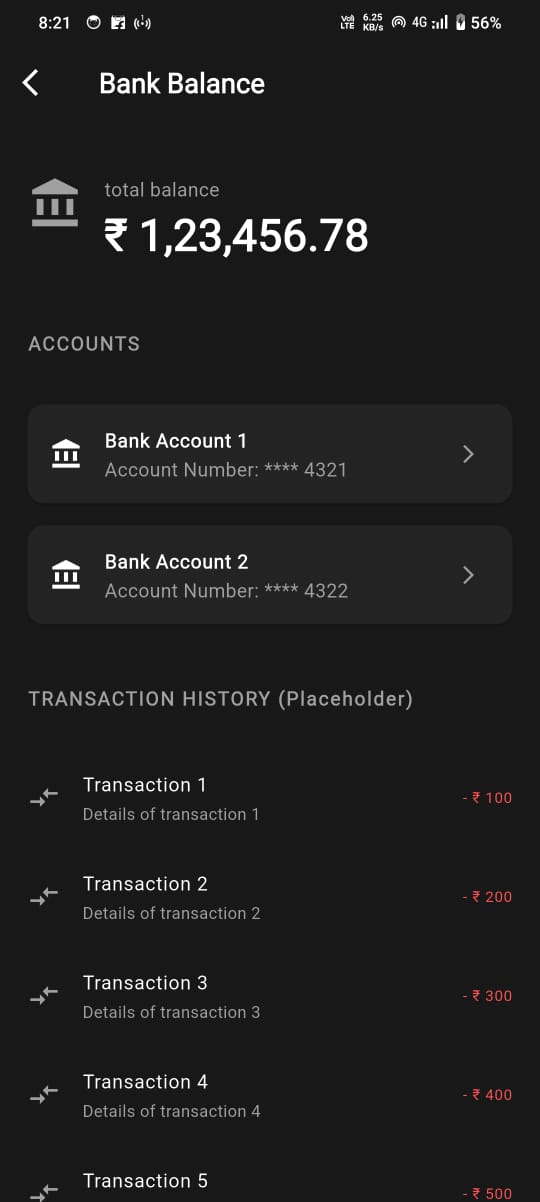 8:21 VoI LTE 6.25 KB/s 4G 56%
Bank Balance
total balance
₹ 1,23,456.78
ACCOUNTS
Bank Account 1
Account Number: **** 4321
Bank Account 2
Account Number: **** 4322
TRANSACTION HISTORY (Placeholder)
Transaction 1
Details of transaction 1
- ₹ 100
Transaction 2
Details of transaction 2
- ₹ 200
Transaction 3
Details of transaction 3
- ₹ 300
Transaction 4
Details of transaction 4
- ₹ 400
Transaction 5
- ₹ 500